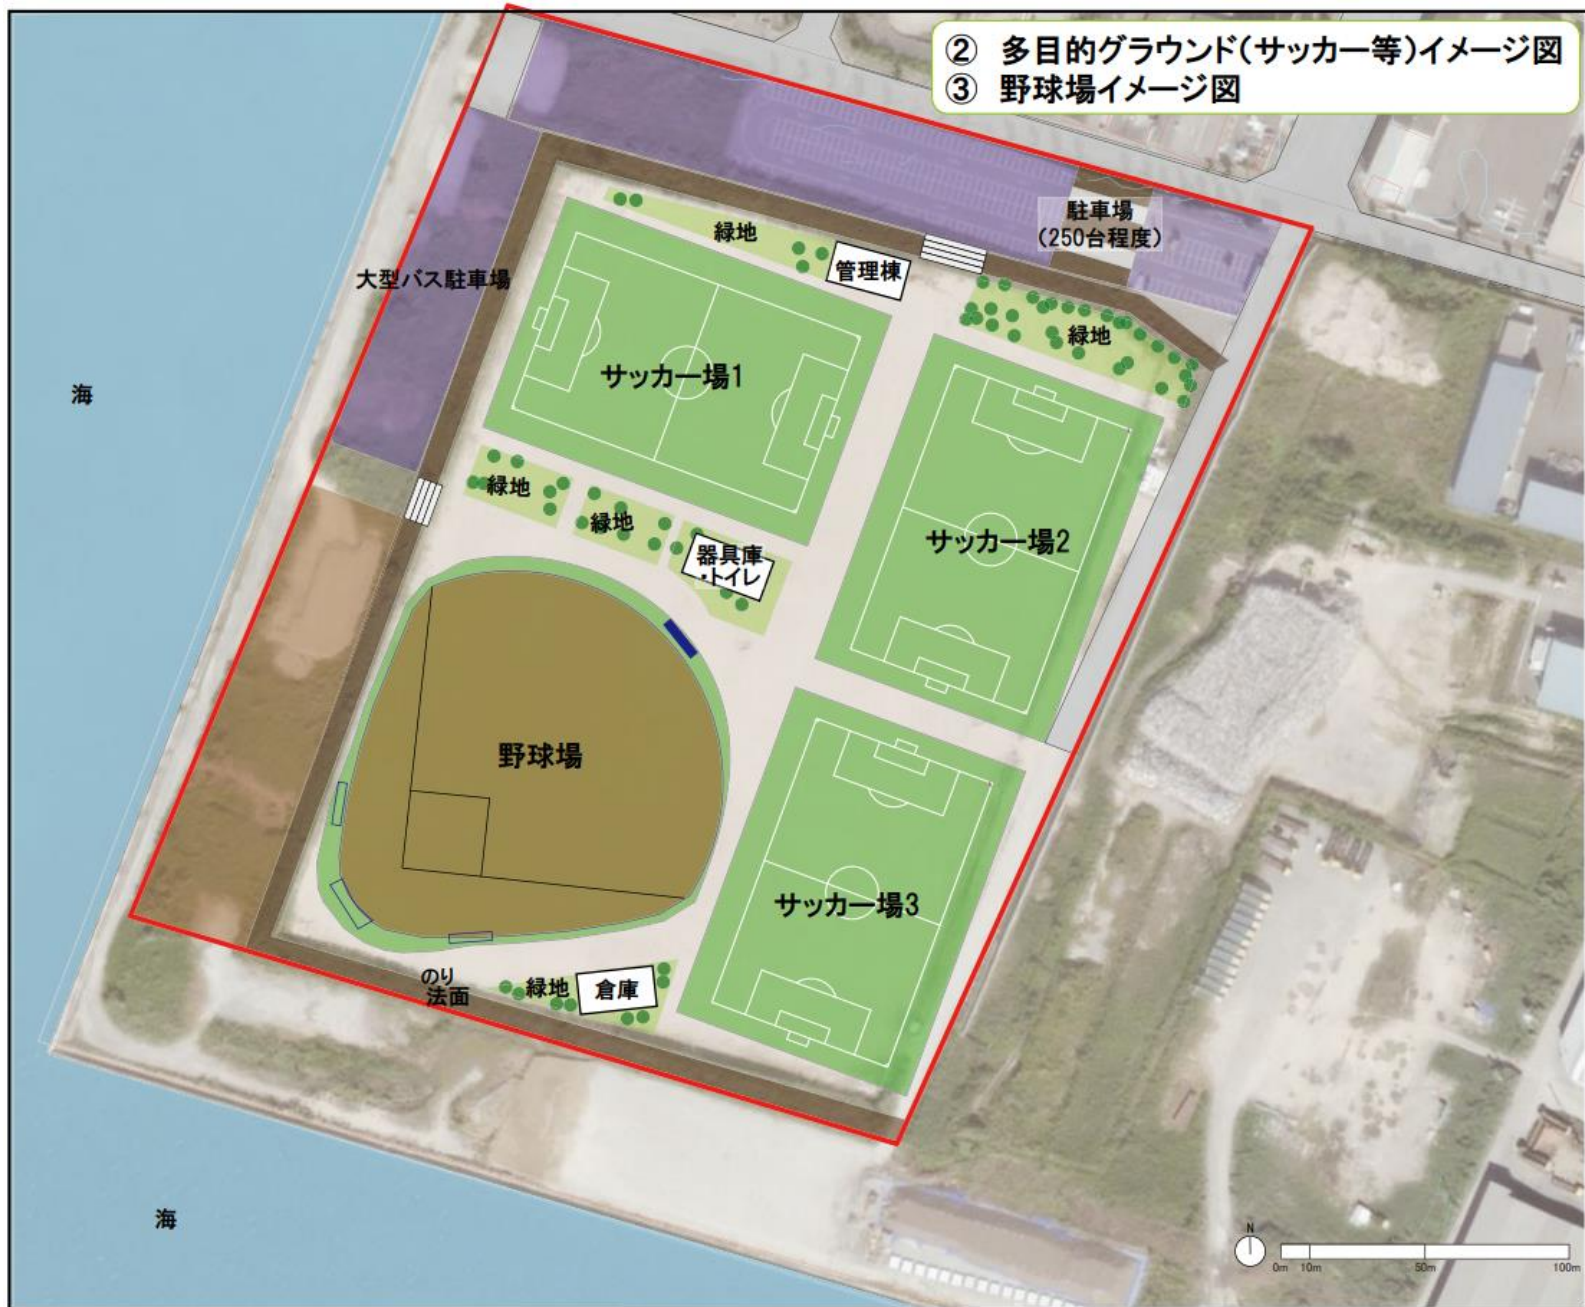 ② 多目的グラウンド(サッカー等)イメージ図
③ 野球場イメージ図
駐車場
(250台程度)
緑地
管理棟
大型バス駐車場
緑地
サッカー場1
海
緑地
緑地
サッカー場2
器具庫
・トイレ
野球場
サッカー場3
のり
法面
緑地
倉庫
海
N
0m 10m 50m 100m